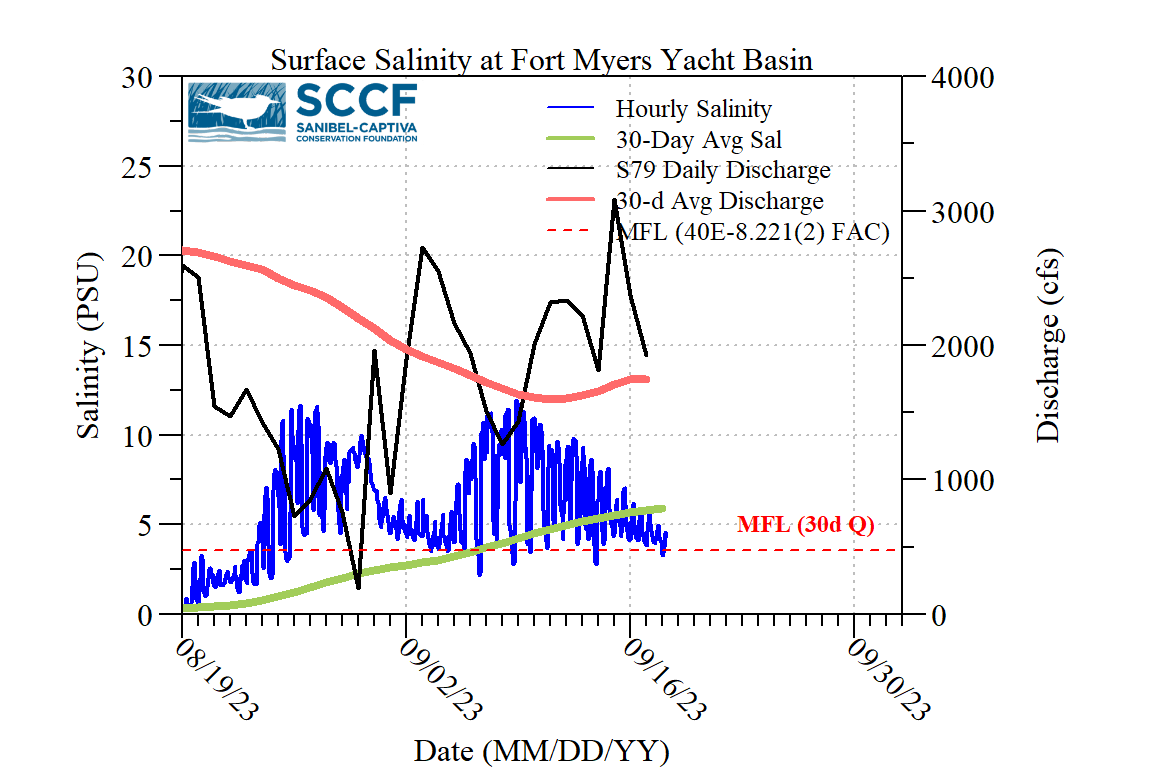 Surface Salinity at Fort Myers Yacht Basin
SCCF
SANIBEL-CAPTIVA
CONSERVATION FOUNDATION
Hourly Salinity
30-Day Avg Sal
S79 Daily Discharge
30-d Avg Discharge
MFL (40E-8.221(2) FAC)
MFL (30d Q)
Salinity (PSU)
30
25
20
15
10
5
0
Discharge (cfs)
4000
3000
2000
1000
0
08/19/23
09/02/23
09/16/23
09/30/23
Date (MM/DD/YY)